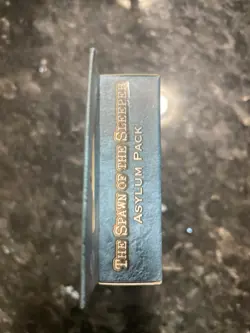 THE SPAWN OF THE SLEEPER
ASYLUM PACK